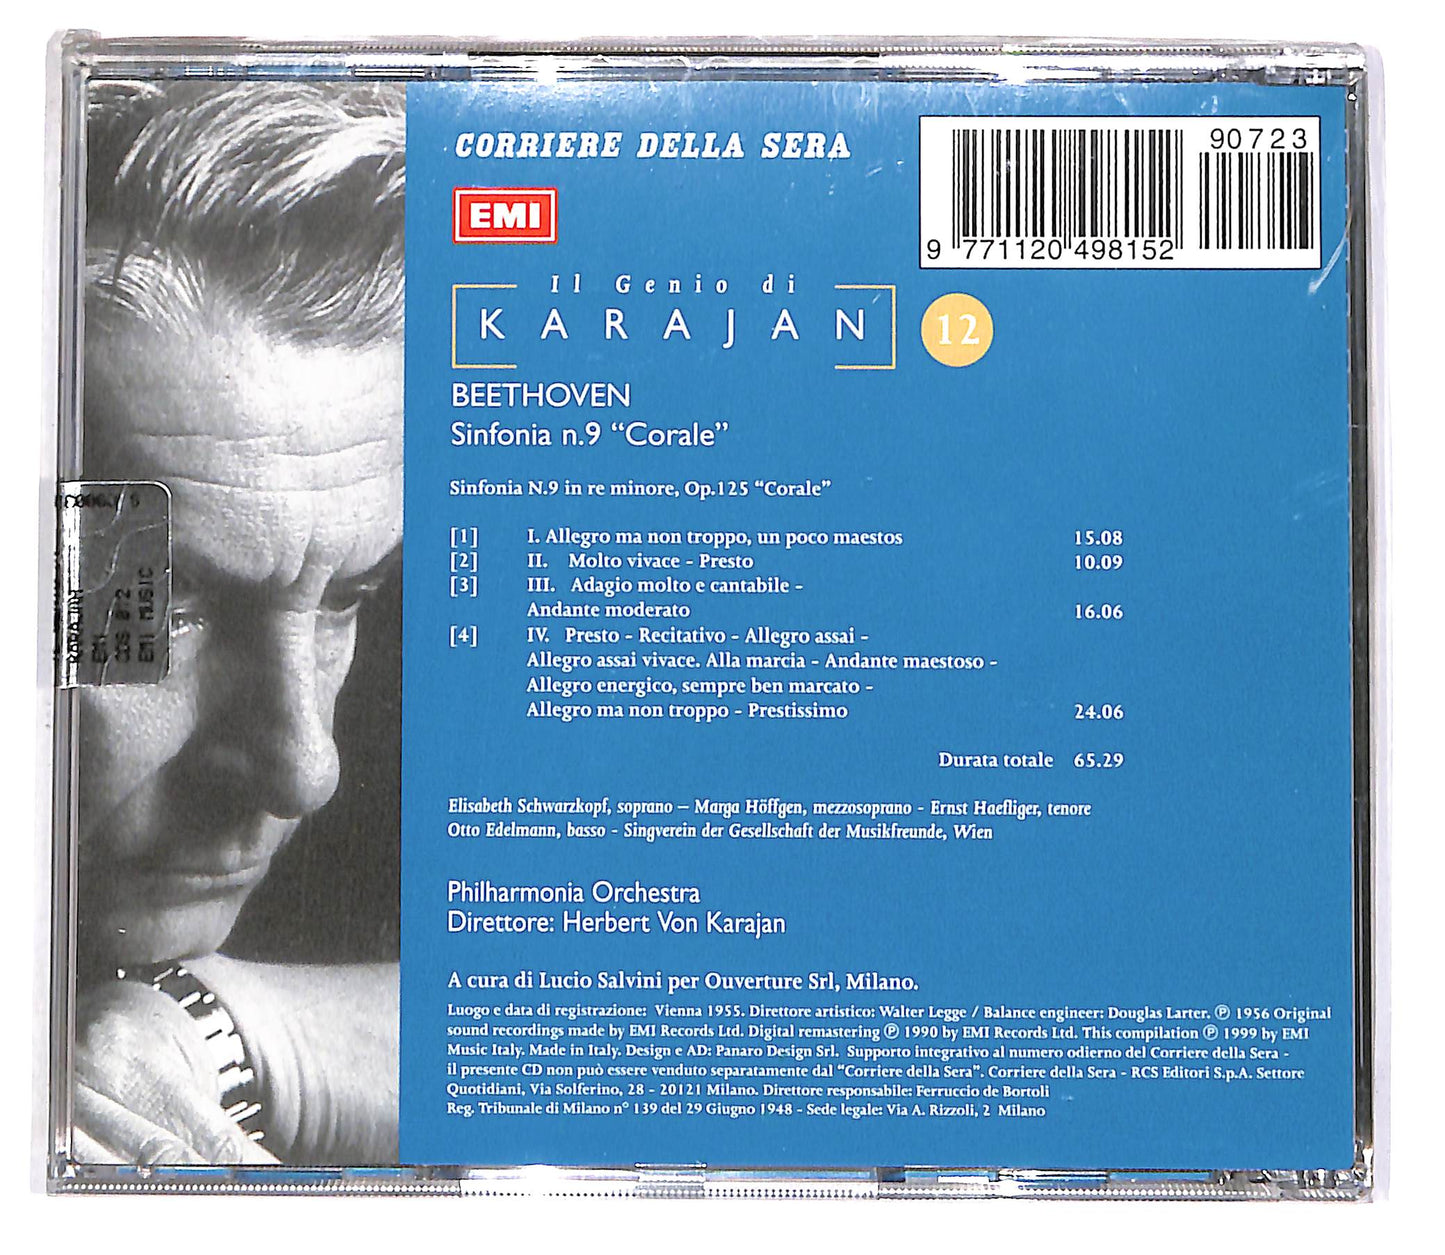 CORRIERE DELLA SERA
90723
EMI
9 771120 498152
Il Genio di
KARAJAN
12
BEETHOVEN
Sinfonia n.9 “Corale”
Sinfonia N.9 in re minore, Op.125 “Corale”
[1] I. Allegro ma non troppo, un poco maestos 15.08
[2] II. Molto vivace - Presto 10.09
[3] III. Adagio molto e cantabile -
Andante moderato 16.06
[4] IV. Presto - Recitativo - Allegro assai -
Allegro assai vivace. Alla marcia - Andante maestoso -
Allegro energico, sempre ben marcato -
Allegro ma non troppo - Prestissimo 24.06
Durata totale 65.29
Elisabeth Schwarzkopf, soprano – Marga Höffgen, mezzosoprano - Ernst Haefliger, tenore
Otto Edelmann, basso - Singverein der Gesellschaft der Musikfreunde, Wien
Philharmonia Orchestra
Direttore: Herbert Von Karajan
A cura di Lucio Salvini per Ouverture Srl, Milano.
Luogo e data di registrazione: Vienna 1955. Direttore artistico: Walter Legge / Balance engineer: Douglas Larter. ℗ 1956 Original
sound recordings made by EMI Records Ltd. Digital remastering ℗ 1990 by EMI Records Ltd. This compilation ℗ 1999 by EMI
Music Italy. Made in Italy. Design e AD: Panaro Design Srl. Supporto integrativo al numero odierno del Corriere della Sera -
il presente CD non può essere venduto separatamente dal “Corriere della Sera”. Corriere della Sera - RCS Editori S.p.A. Settore
Quotidiani, Via Solferino, 28 - 20121 Milano. Direttore responsabile: Ferruccio de Bortoli
Reg. Tribunale di Milano n° 139 del 29 Giugno 1948 - Sede legale: Via A. Rizzoli, 2 Milano
EMI
EMI MUSIC